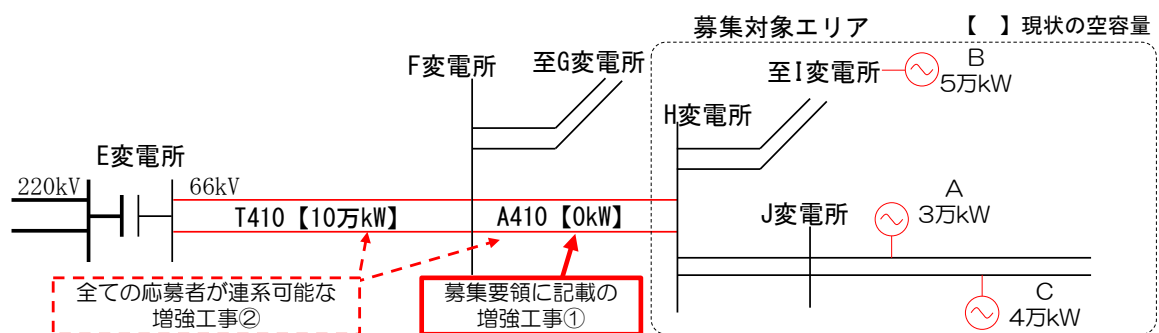 募集対象エリア
【　】現状の空容量
F変電所
至G変電所
至I変電所
B
5万kW
H変電所
E変電所
220kV
66kV
T410【10万kW】
A410【0kW】
J変電所
A
3万kW
全ての応募者が連系可能な
増強工事②
募集要領に記載の
増強工事①
C
4万kW